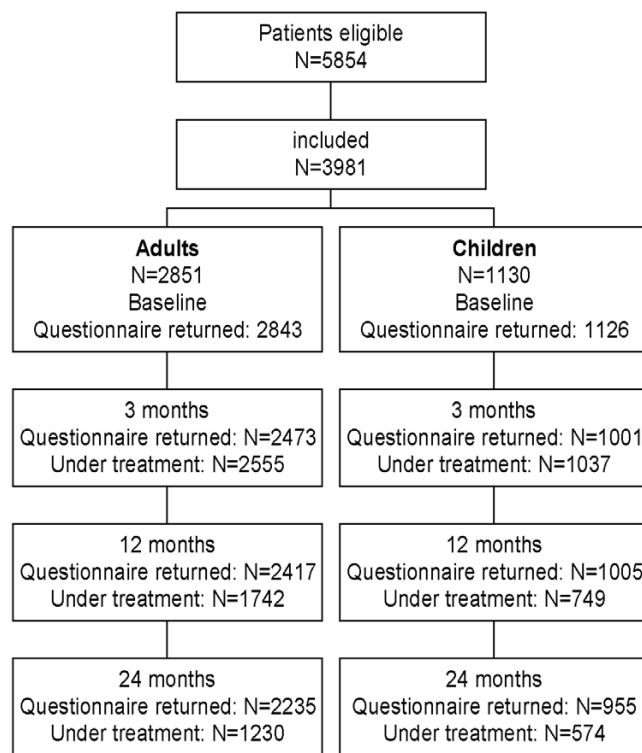 Patients eligible
N=5854
included
N=3981
Adults
N=2851
Baseline
Questionnaire returned: 2843
Children
N=1130
Baseline
Questionnaire returned: 1126
3 months
Questionnaire returned: N=2473
Under treatment: N=2555
3 months
Questionnaire returned: N=1001
Under treatment: N=1037
12 months
Questionnaire returned: N=2417
Under treatment: N=1742
12 months
Questionnaire returned: N=1005
Under treatment: N=749
24 months
Questionnaire returned: N=2235
Under treatment: N=1230
24 months
Questionnaire returned: N=955
Under treatment: N=574